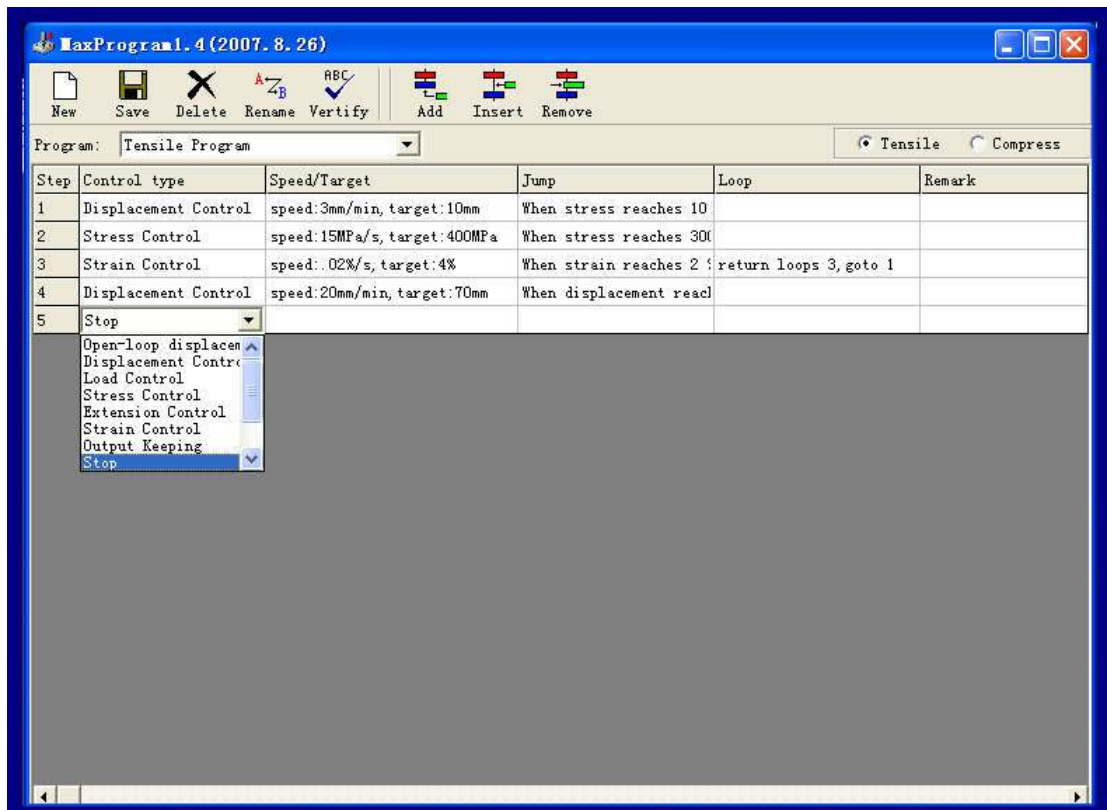 MaxProgram1.4(2007.8.26)
New Save Delete Rename Vertify Add Insert Remove
Program: Tensile Program Tensile Compress
Step Control type Speed/Target Jump Loop Remark
1 Displacement Control speed:3mm/min, target:10mm When stress reaches 10
2 Stress Control speed:15MPa/s, target:400MPa When stress reaches 300
3 Strain Control speed:.02%/s, target:4% When strain reaches 2 return loops 3, goto 1
4 Displacement Control speed:20mm/min, target:70mm When displacement reacl
5 Stop
Open-loop displacen
Displacement Contro
Load Control
Stress Control
Extension Control
Strain Control
Output Keeping
Stop